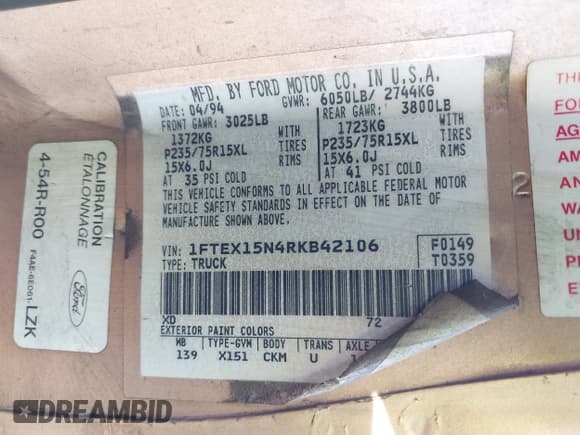 MFD. BY FORD MOTOR CO. IN U.S.A.
DATE: 04/94 GVWR: 6050LB/ 2744KG
FRONT GAWR: 3025LB REAR GAWR: 3800LB
1372KG WITH 1723KG WITH
P235/75R15XL TIRES P235/75R15XL TIRES
15X6.0J RIMS 15X6.0J RIMS
AT 35 PSI COLD AT 41 PSI COLD
THIS VEHICLE CONFORMS TO ALL APPLICABLE FEDERAL MOTOR
VEHICLE SAFETY STANDARDS IN EFFECT ON THE DATE OF
MANUFACTURE SHOWN ABOVE.
VIN: 1FTEX15N4RKB42106 F0149
TYPE: TRUCK T0359
XD 72
EXTERIOR PAINT COLORS
WB TYPE-GVW BODY TRANS AXLE
139 X151 CKM U
CALIBRATION
ÉTALONNAGE
4-54R-R00
F4AE-6E061-LZK
Ford
2
THIS
FO
AG
AM
AN
WA
PE
E
DREAMBID